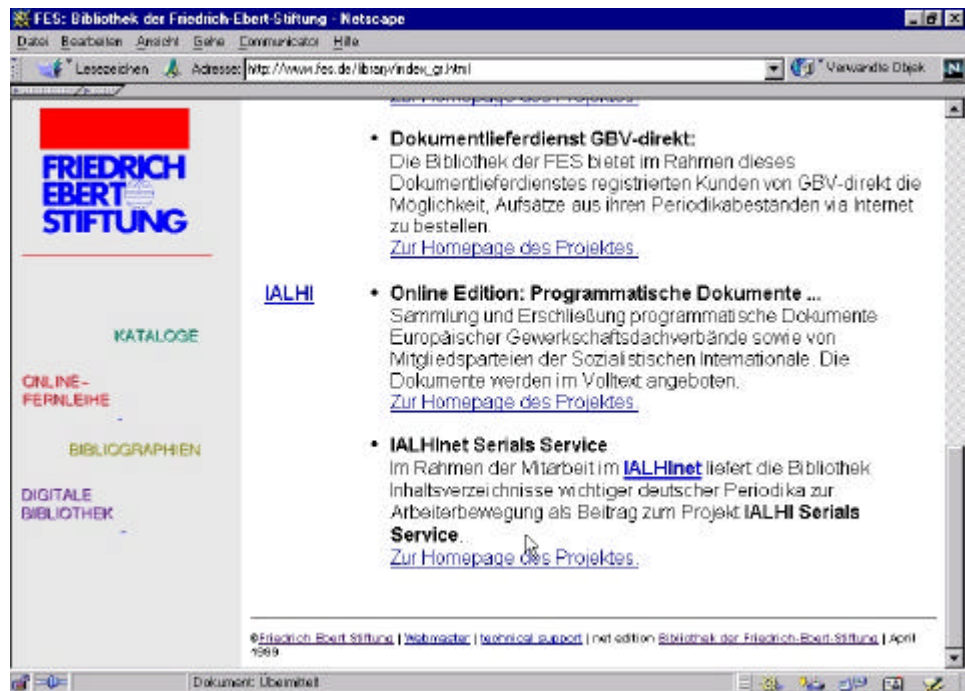 FES: Bibliothek der Friedrich-Ebert-Stiftung - Netscape
Datei Bearbeiten Ansicht Gehe Communicator Hilfe
Lesezeichen Adresse: http://www.fes.de/library/index_gr.html Verwandte Objek
Zur Homepage des Projektes.
FRIEDRICH
EBERT
STIFTUNG
KATALOGE
ONLINE-
FERNLEIHE
BIBLIOGRAPHIEN
DIGITALE
BIBLIOTHEK
• Dokumentlieferdienst GBV-direkt:
Die Bibliothek der FES bietet im Rahmen dieses
Dokumentlieferdienstes registrierten Kunden von GBV-direkt die
Möglichkeit, Aufsätze aus ihren Periodikabeständen via Internet
zu bestellen.
Zur Homepage des Projektes.
IALHI
• Online Edition: Programmatische Dokumente ...
Sammlung und Erschließung programmatische Dokumente
Europäischer Gewerkschaftsdachverbände sowie von
Mitgliedsparteien der Sozialistischen Internationale. Die
Dokumente werden im Volltext angeboten.
Zur Homepage des Projektes.
• IALHInet Serials Service
Im Rahmen der Mitarbeit im IALHInet liefert die Bibliothek
Inhaltsverzeichnisse wichtiger deutscher Periodika zur
Arbeiterbewegung als Beitrag zum Projekt IALHI Serials
Service.
Zur Homepage des Projektes.
©Friedrich Ebert Stiftung | Webmaster | technical support | net edition Bibliothek der Friedrich-Ebert-Stiftung | April
1999
Dokument: Übermittelt